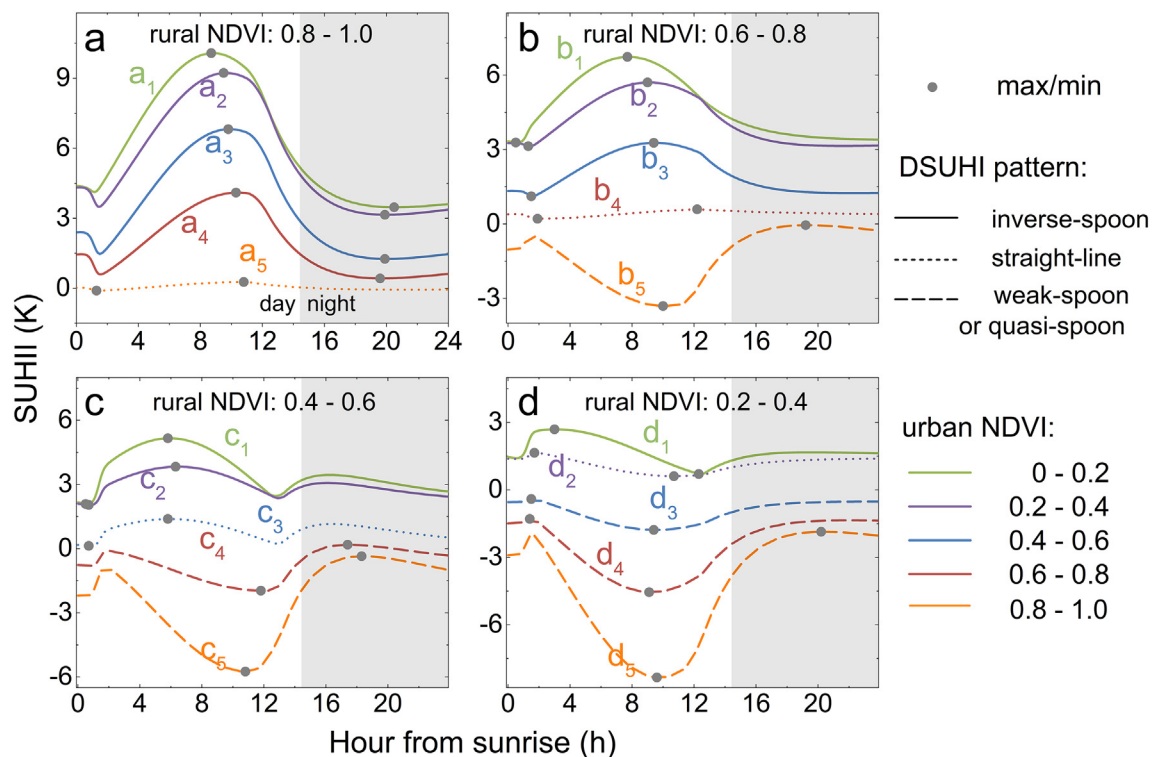 a
rural NDVI: 0.8 - 1.0
a1
a2
a3
a4
a5
day night
9
6
3
0
0 4 8 12 16 20 24
b
rural NDVI: 0.6 - 0.8
b1
b2
b3
b4
b5
6
3
0
-3
0 4 8 12 16 20
max/min
DSUHI pattern:
inverse-spoon
straight-line
weak-spoon
or quasi-spoon
SUHII (K)
c
rural NDVI: 0.4 - 0.6
c1
c2
c3
c4
c5
6
3
0
-3
-6
0 4 8 12 16 20
d
rural NDVI: 0.2 - 0.4
d1
d2
d3
d4
d5
3
0
-3
-6
0 4 8 12 16 20
urban NDVI:
0 - 0.2
0.2 - 0.4
0.4 - 0.6
0.6 - 0.8
0.8 - 1.0
Hour from sunrise (h)